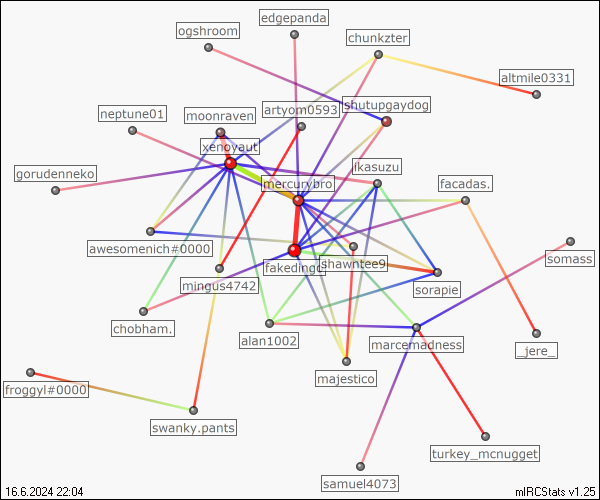 edgepanda
ogshroom
chunkzter
altmile0331
shutupgaydog
artyom0593
neptune01
moonraven
xenoyaut
ikasuzu
gorudenneko
mercurybro
facadas.
awesomenich#0000
somass
fakedingo
shawntee9
mingus4742
sorapie
chobham.
alan1002
marcemadness
_jere_
majestico
froggyl#0000
swanky.pants
turkey_mcnugget
samuel4073
16.6.2024 22:04
mIRCStats v1.25